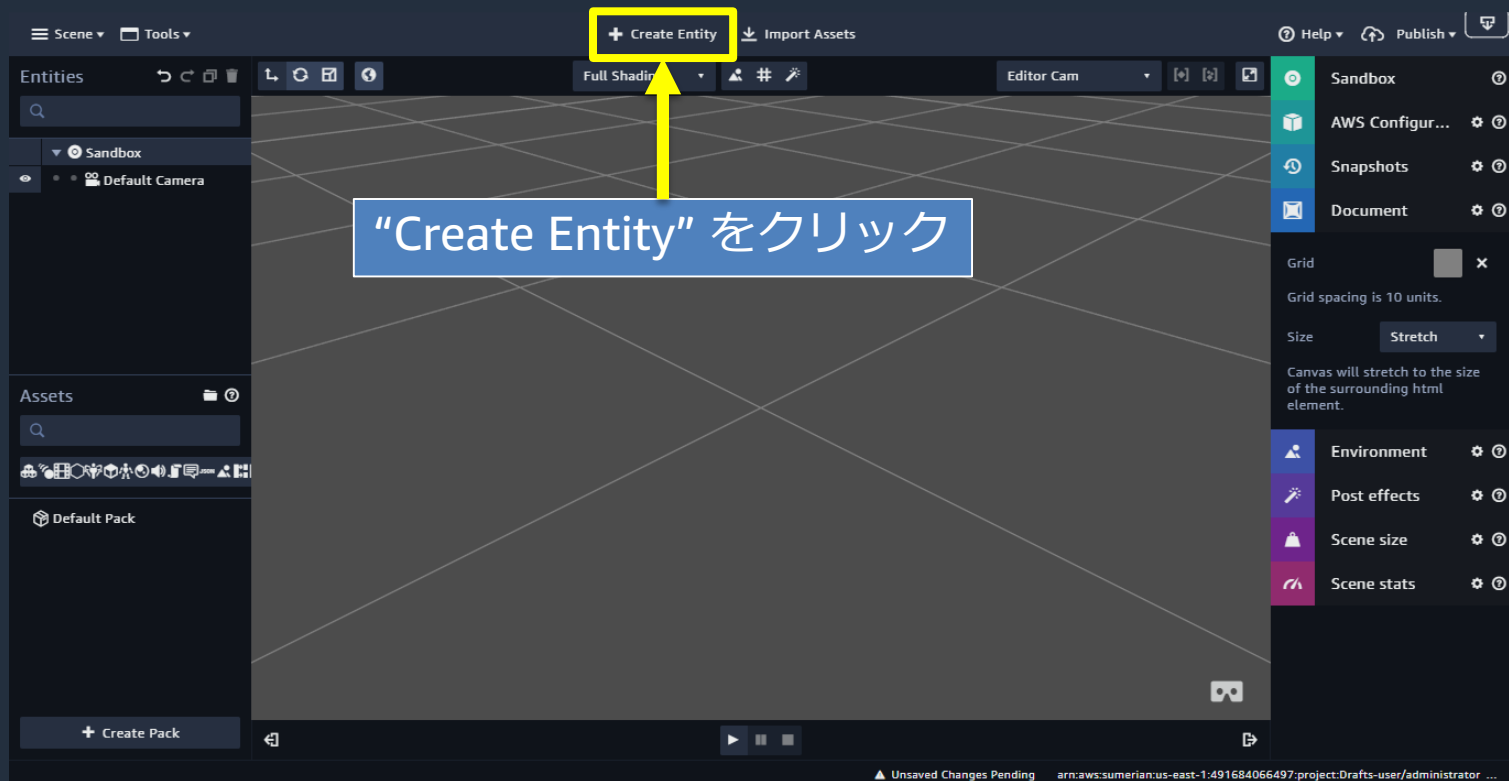 Scene
Tools
Create Entity
Import Assets
Help
Publish
Entities
Full Shadin
Editor Cam
Sandbox
AWS Configur...
Sandbox
Default Camera
Snapshots
Document
“Create Entity” をクリック
Grid
Grid spacing is 10 units.
Size
Stretch
Canvas will stretch to the size
of the surrounding html
element.
Assets
Environment
Post effects
Default Pack
Scene size
Scene stats
Create Pack
Unsaved Changes Pending
arn:aws:sumerian:us-east-1:491684066497:project:Drafts-user/administrator ...